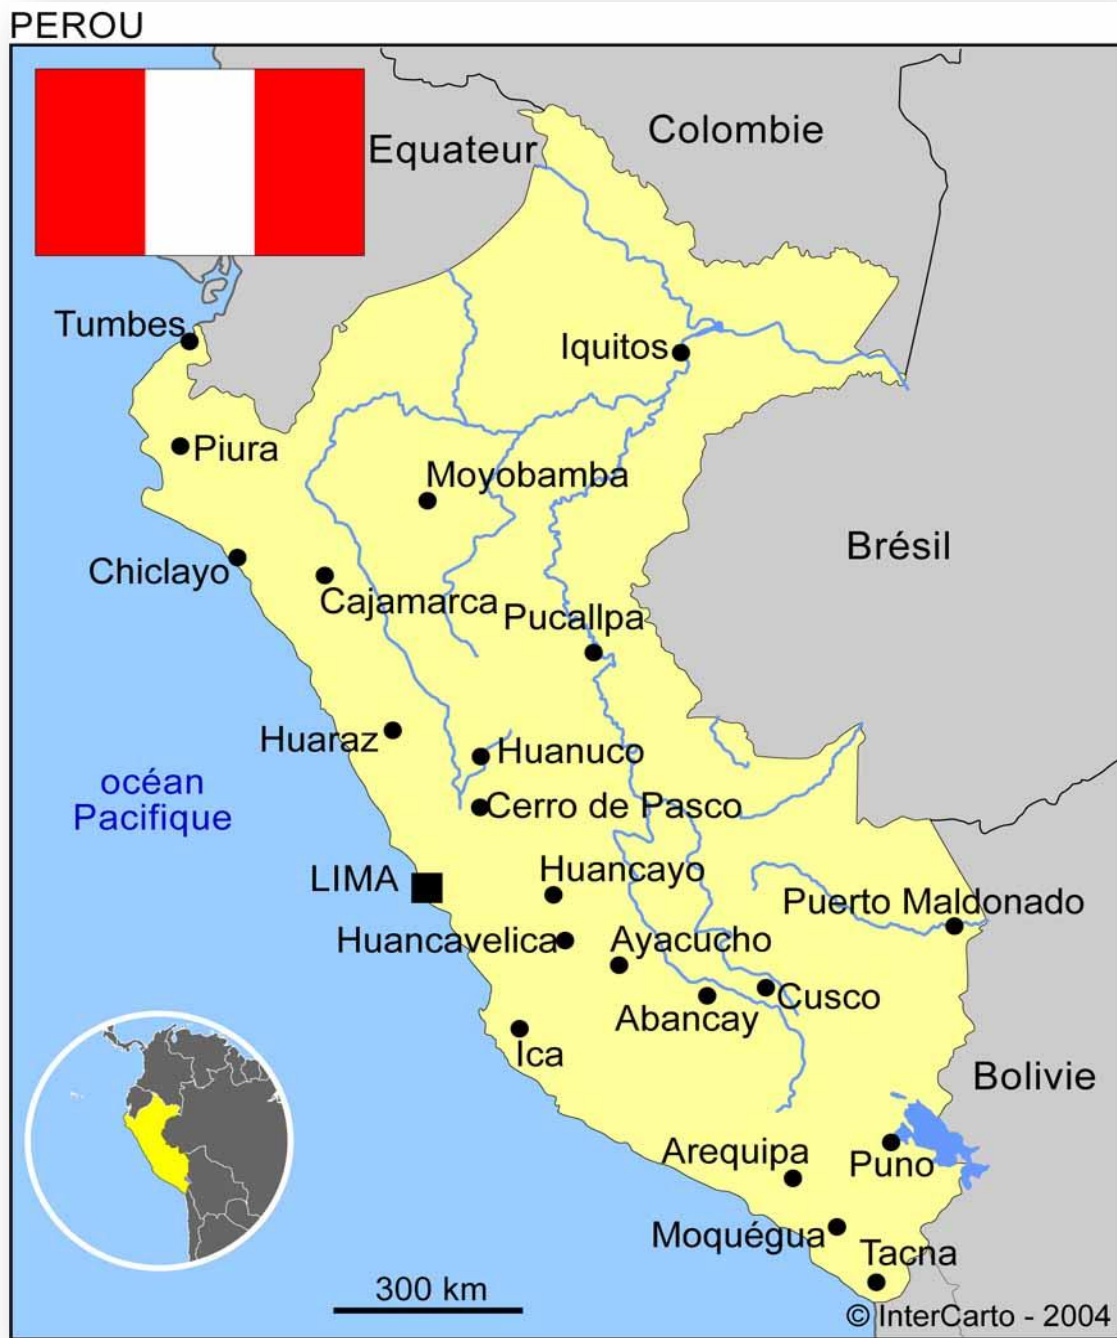 PEROU
Equateur
Colombie
Tumbes
Iquitos
Piura
Moyobamba
Brésil
Chiclayo
Cajamarca
Pucallpa
Huaraz
Huanuco
océan
Pacifique
Cerro de Pasco
LIMA
Huancayo
Puerto Maldonado
Huancavelica
Ayacucho
Cusco
Abancay
Ica
Bolivie
Arequipa
Puno
Moquégua
Tacna
300 km
© InterCarto - 2004